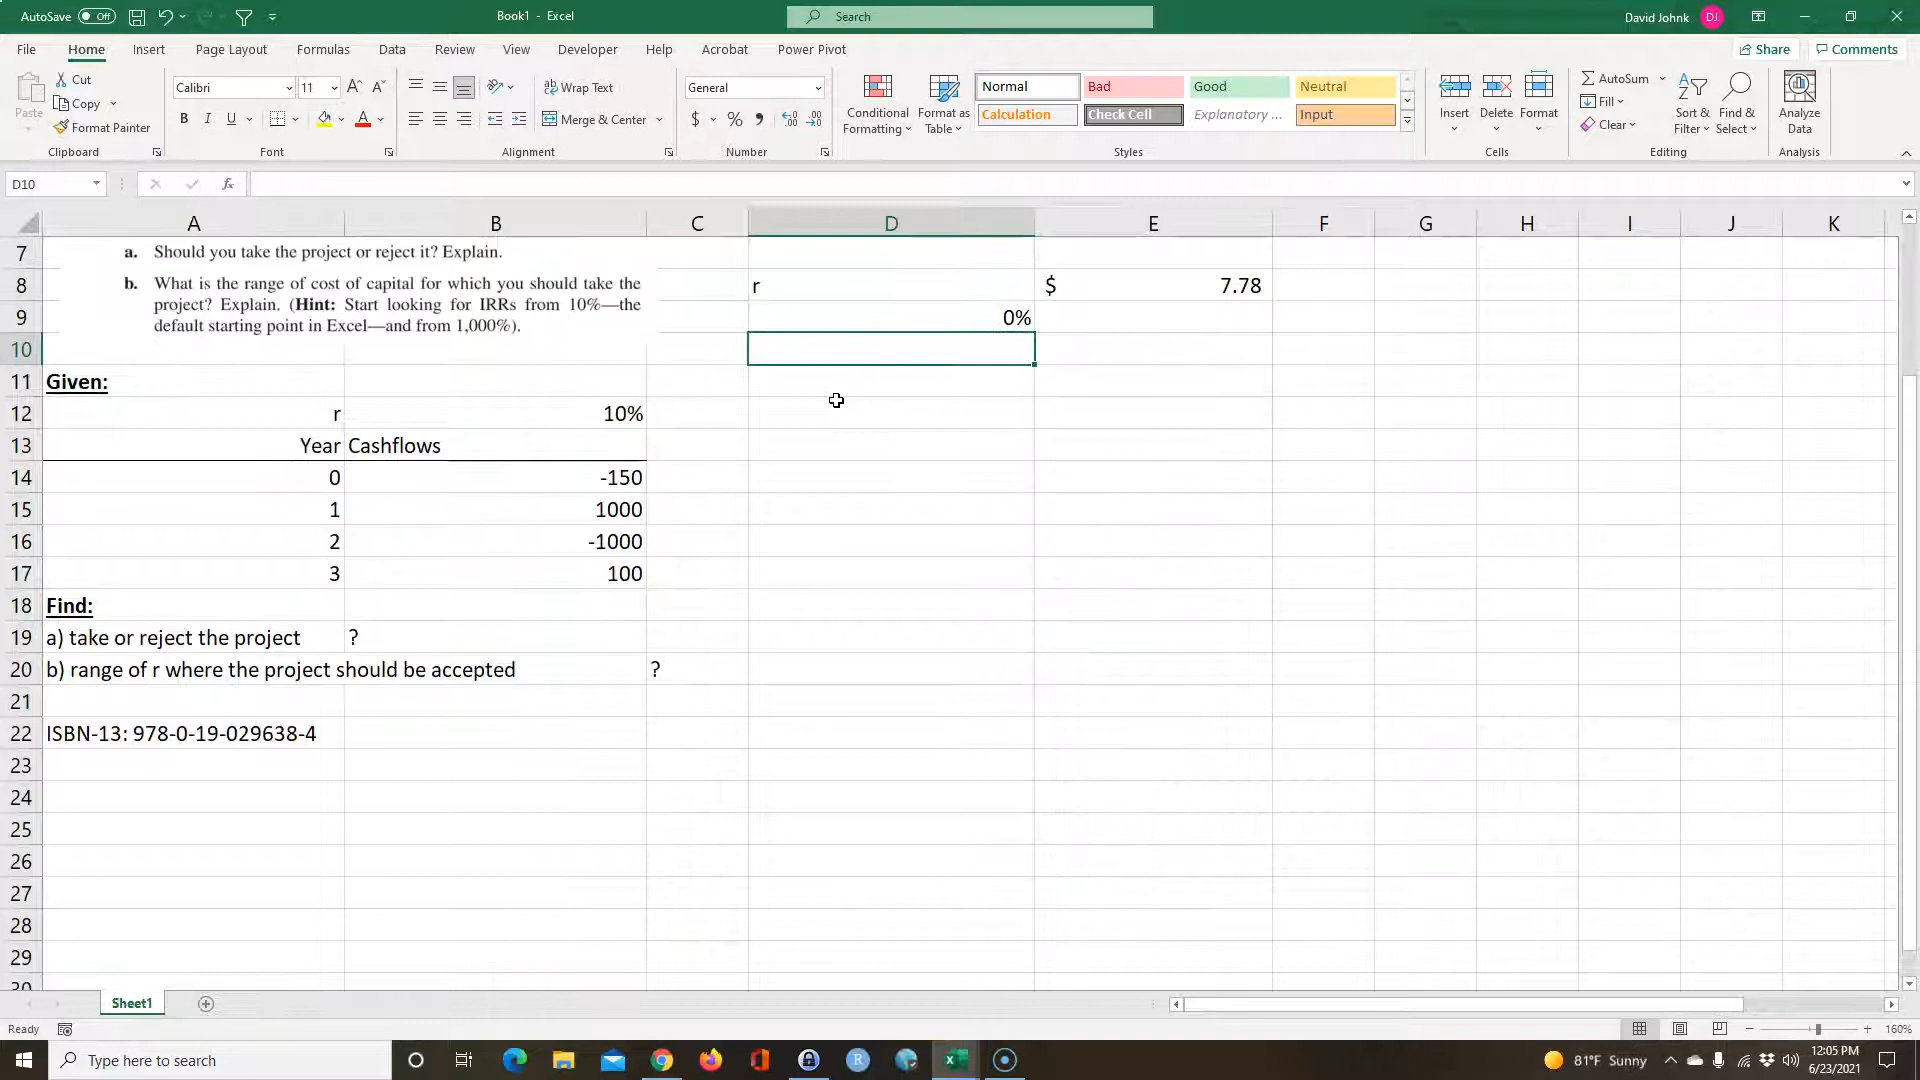 AutoSave Off
Book1 - Excel
Search
David Johnk DJ
File Home Insert Page Layout Formulas Data Review View Developer Help Acrobat Power Pivot
Share Comments
Paste
Cut
Copy
Format Painter
Clipboard
Calibri 11
B I U
Font
Wrap Text
Merge & Center
Alignment
General
$ % 9
Number
Conditional Formatting
Format as Table
Normal Bad Good Neutral
Calculation Check Cell Explanatory ... Input
Styles
Insert Delete Format
Cells
AutoSum
Fill
Clear
Sort & Filter
Find & Select
Editing
Analyze Data
Analysis
D10 fx
A B C D E F G H I J K
7 a. Should you take the project or reject it? Explain.
b. What is the range of cost of capital for which you should take the
project? Explain. (Hint: Start looking for IRRs from 10%—the
default starting point in Excel—and from 1,000%).
8 r $ 7.78
9 0%
10
11 Given:
12 r 10%
13 Year Cashflows
14 0 -150
15 1 1000
16 2 -1000
17 3 100
18 Find:
19 a) take or reject the project ?
20 b) range of r where the project should be accepted ?
21
22 ISBN-13: 978-0-19-029638-4
23
24
25
26
27
28
29
30
Sheet1
Ready
160%
Type here to search
R
81°F Sunny
12:05 PM
6/23/2021